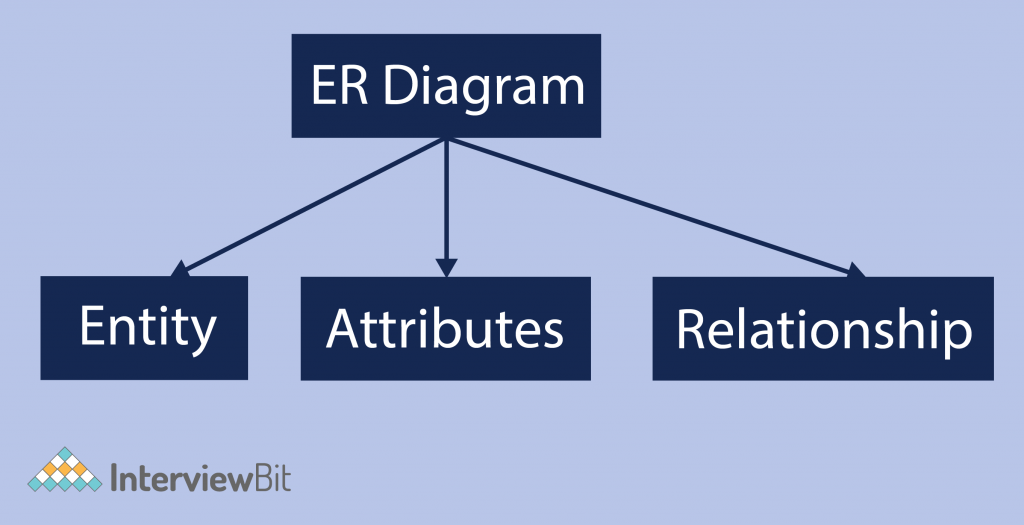 ER Diagram
Entity
Attributes
Relationship
InterviewBit